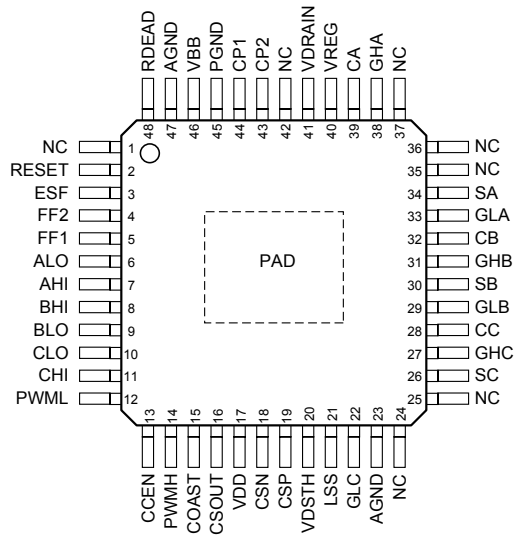 RDEAD
AGND
VBB
PGND
CP1
CP2
NC
VDRAIN
VREG
CA
GHA
NC
48
47
46
45
44
43
42
41
40
39
38
37
NC 1
RESET 2
ESF 3
FF2 4
FF1 5
ALO 6
AHI 7
BHI 8
BLO 9
CLO 10
CHI 11
PWML 12
PAD
36 NC
35 NC
34 SA
33 GLA
32 CB
31 GHB
30 SB
29 GLB
28 CC
27 GHC
26 SC
25 NC
13
14
15
16
17
18
19
20
21
22
23
24
CCEN
PWMH
COAST
CSOUT
VDD
CSN
CSP
VDSTH
LSS
GLC
AGND
NC